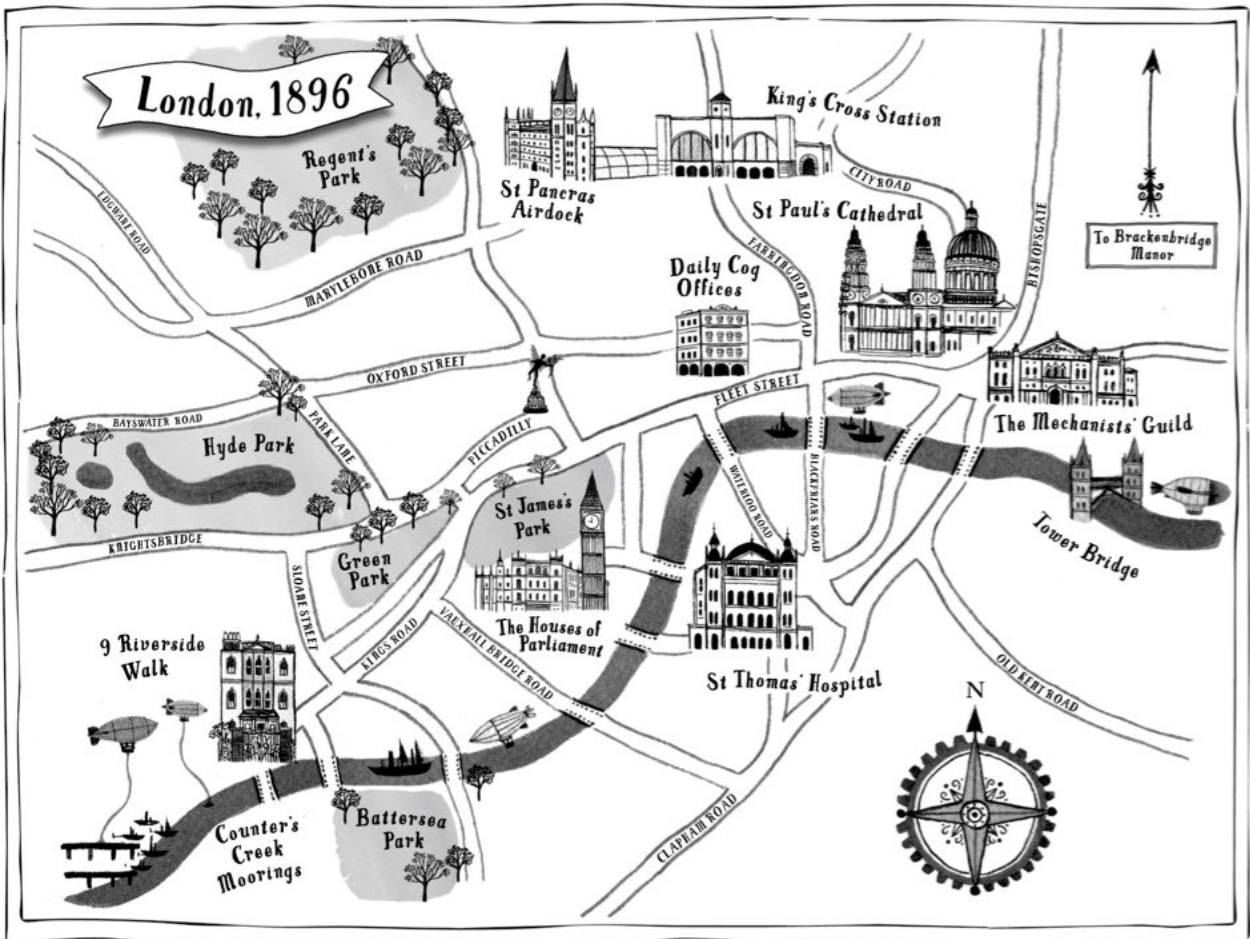 London, 1896
Regent's
Park
St Pancras
Airdock
King's Cross Station
CITY ROAD
St Paul's Cathedral
BISHOPSGATE
To Brackenbridge
Manor
EDGWARE ROAD
MARYLEBONE ROAD
FARRINGDON ROAD
Daily Cog
Offices
OXFORD STREET
FLEET STREET
BAYSWATER ROAD
PARK LANE
Hyde Park
PICCADILLY
The Mechanists' Guild
St James's
Park
WATERLOO ROAD
BLACKFRIARS ROAD
Tower Bridge
KNIGHTSBRIDGE
Green
Park
SLOANE STREET
KINGS ROAD
VAUXHALL BRIDGE ROAD
The Houses of
Parliament
9 Riverside
Walk
St Thomas' Hospital
OLD KENT ROAD
N
Counter's
Creek
Moorings
Battersea
Park
CLAPHAM ROAD